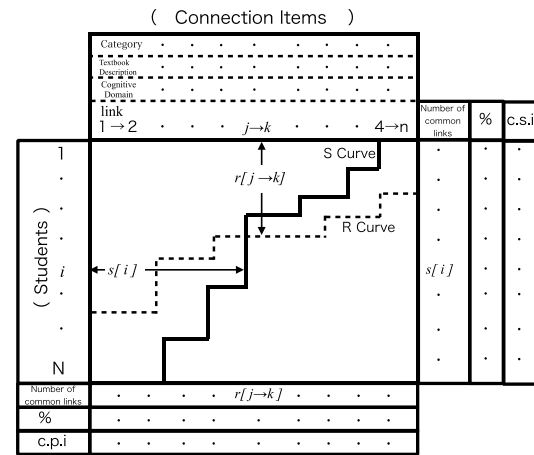 ( Connection Items )
Category
Textbook
Description
Cognitive
Domain
link
1→2 j→k 4→n
Number of
common
links
% c.s.i
( Students )
1
S Curve
r[j→k]
R Curve
i
s[i]
s[i]
N
Number of
common links
r[j→k]
%
c.p.i